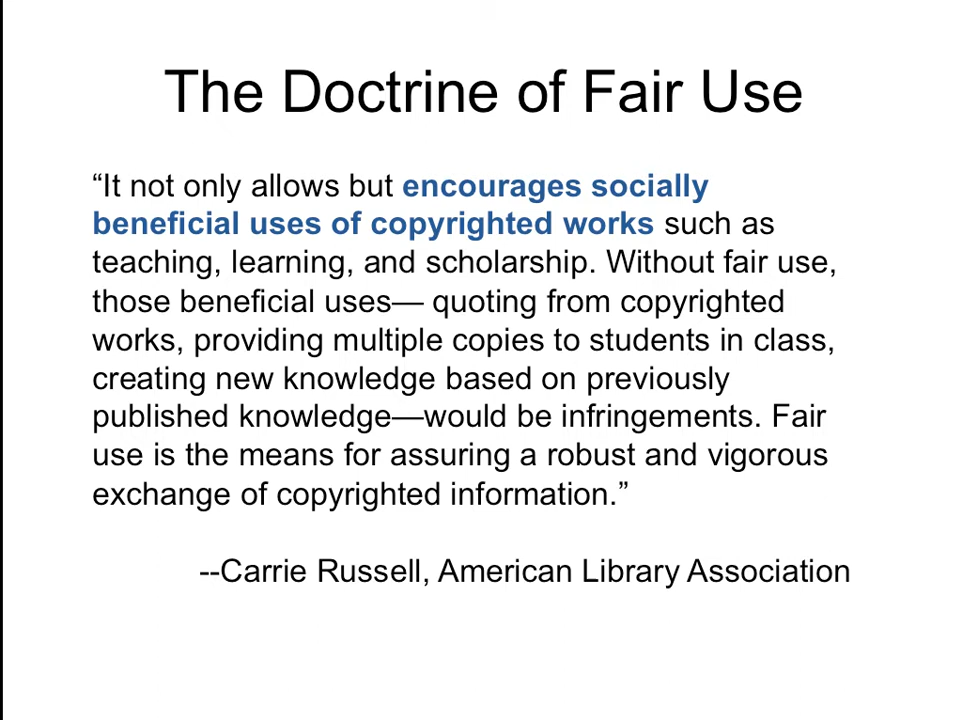 The Doctrine of Fair Use
“It not only allows but encourages socially
beneficial uses of copyrighted works such as
teaching, learning, and scholarship. Without fair use,
those beneficial uses— quoting from copyrighted
works, providing multiple copies to students in class,
creating new knowledge based on previously
published knowledge—would be infringements. Fair
use is the means for assuring a robust and vigorous
exchange of copyrighted information.”
--Carrie Russell, American Library Association